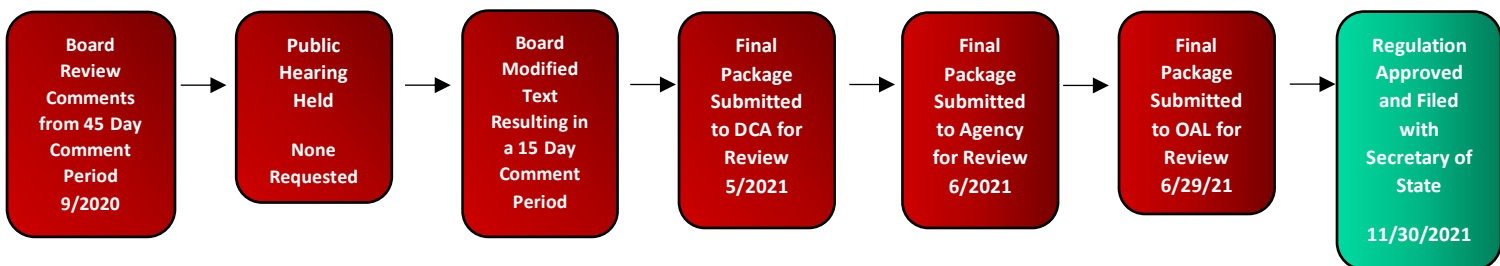 Board
Review
Comments
from 45 Day
Comment
Period
9/2020
Public
Hearing
Held
None
Requested
Board
Modified
Text
Resulting in
a 15 Day
Comment
Period
Final
Package
Submitted
to DCA for
Review
5/2021
Final
Package
Submitted
to Agency
for Review
6/2021
Final
Package
Submitted
to OAL for
Review
6/29/21
Regulation
Approved
and Filed
with
Secretary of
State
11/30/2021